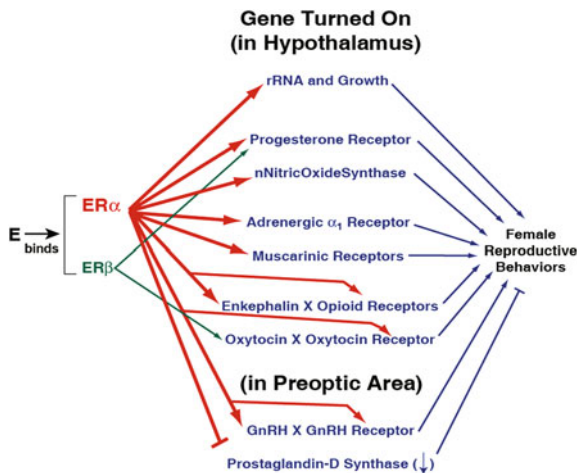 Gene Turned On
(in Hypothalamus)
rRNA and Growth
Progesterone Receptor
nNitricOxideSynthase
ERα
Adrenergic α₁ Receptor
E binds
Female
Reproductive
Behaviors
Muscarinic Receptors
ERβ
Enkephalin X Opioid Receptors
Oxytocin X Oxytocin Receptor
(in Preoptic Area)
GnRH X GnRH Receptor
Prostaglandin-D Synthase (↓)